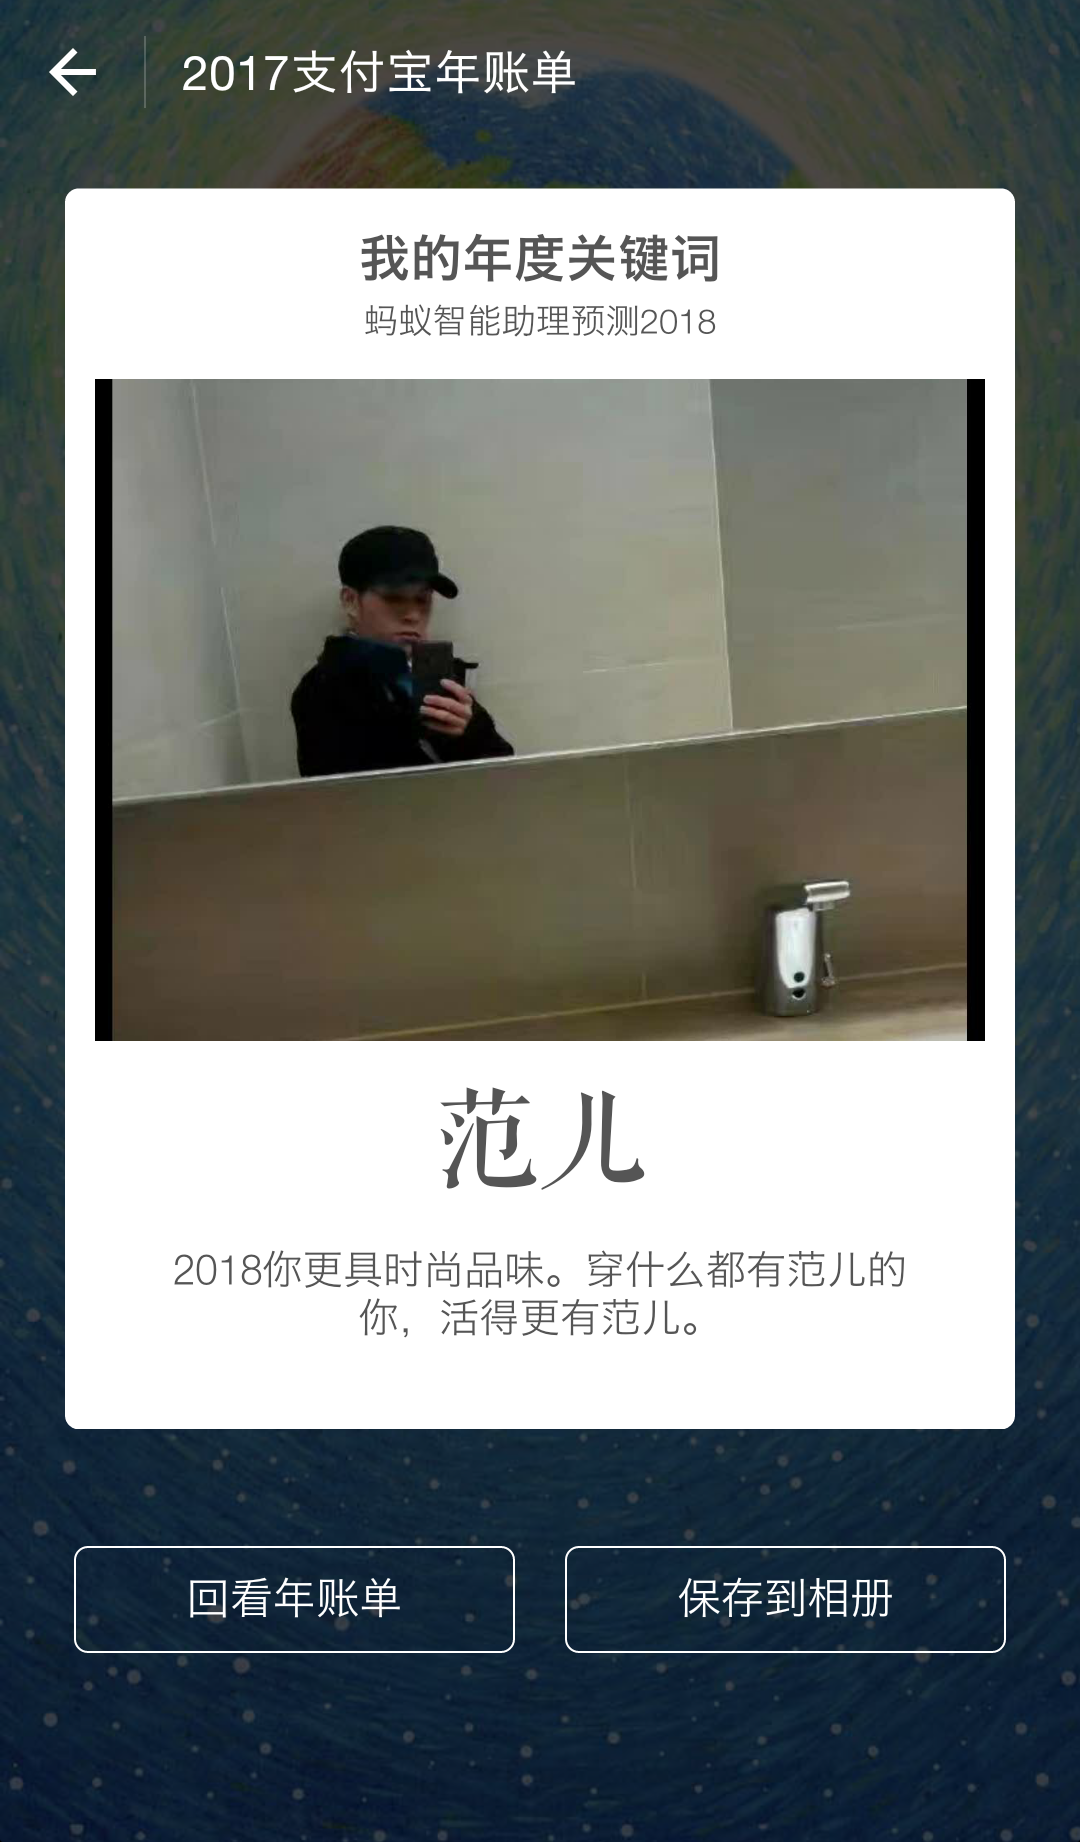 2017支付宝年账单
我的年度关键词
蚂蚁智能助理预测2018
范儿
2018你更具时尚品味。穿什么都有范儿的
你，活得更有范儿。
回看年账单
保存到相册